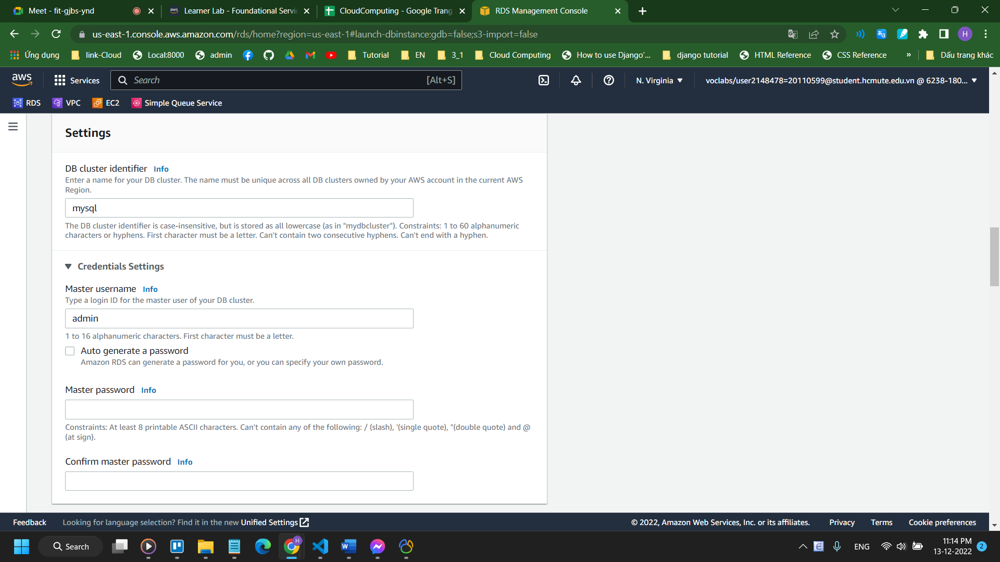 Meet - fit-gjbs-ynd
Learner Lab - Foundational Servic
CloudComputing - Google Trang
RDS Management Console
us-east-1.console.aws.amazon.com/rds/home?region=us-east-1#launch-dbinstance:gdb=false;s3-import=false
H
Ứng dụng
link-Cloud
Local:8000
admin
Tutorial
EN
3_1
Cloud Computing
How to use Django'...
django tutorial
HTML Reference
CSS Reference
»
Dấu trang khác
aws
Services
Search
[Alt+S]
N. Virginia
voclabs/user2148478=20110599@student.hcmute.edu.vn @ 6238-180...
RDS
VPC
EC2
Simple Queue Service
Settings
DB cluster identifier Info
Enter a name for your DB cluster. The name must be unique across all DB clusters owned by your AWS account in the current AWS
Region.
mysql
The DB cluster identifier is case-insensitive, but is stored as all lowercase (as in "mydbcluster"). Constraints: 1 to 60 alphanumeric
characters or hyphens. First character must be a letter. Can't contain two consecutive hyphens. Can't end with a hyphen.
Credentials Settings
Master username Info
Type a login ID for the master user of your DB cluster.
admin
1 to 16 alphanumeric characters. First character must be a letter.
Auto generate a password
Amazon RDS can generate a password for you, or you can specify your own password.
Master password Info
Constraints: At least 8 printable ASCII characters. Can't contain any of the following: / (slash), '(single quote), "(double quote) and @
(at sign).
Confirm master password Info
Feedback
Looking for language selection? Find it in the new Unified Settings
© 2022, Amazon Web Services, Inc. or its affiliates.
Privacy
Terms
Cookie preferences
Search
ENG
11:14 PM
13-12-2022
2